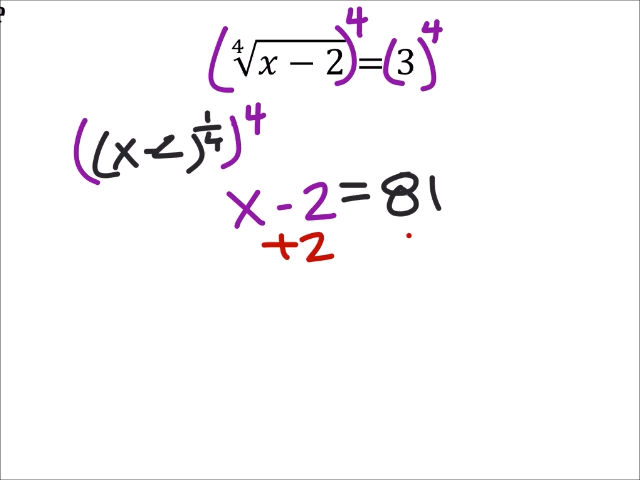 (∜(x − 2))⁴ = (3)⁴
((x - 2)^{1/4})⁴
x - 2 = 81
+2